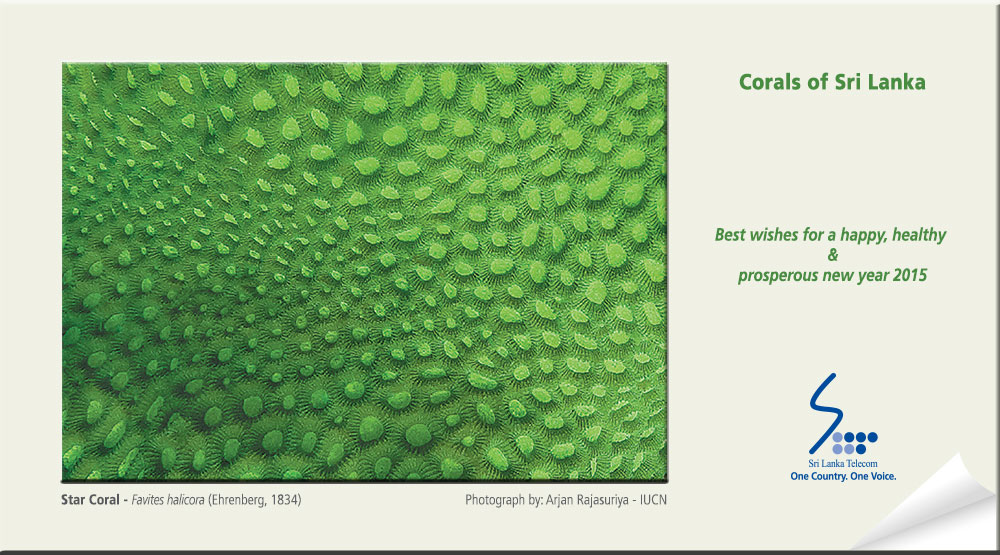 Corals of Sri Lanka
Best wishes for a happy, healthy
&
prosperous new year 2015
Sri Lanka Telecom
One Country. One Voice.
Star Coral - Favites halicora (Ehrenberg, 1834)
Photograph by: Arjan Rajasuriya - IUCN